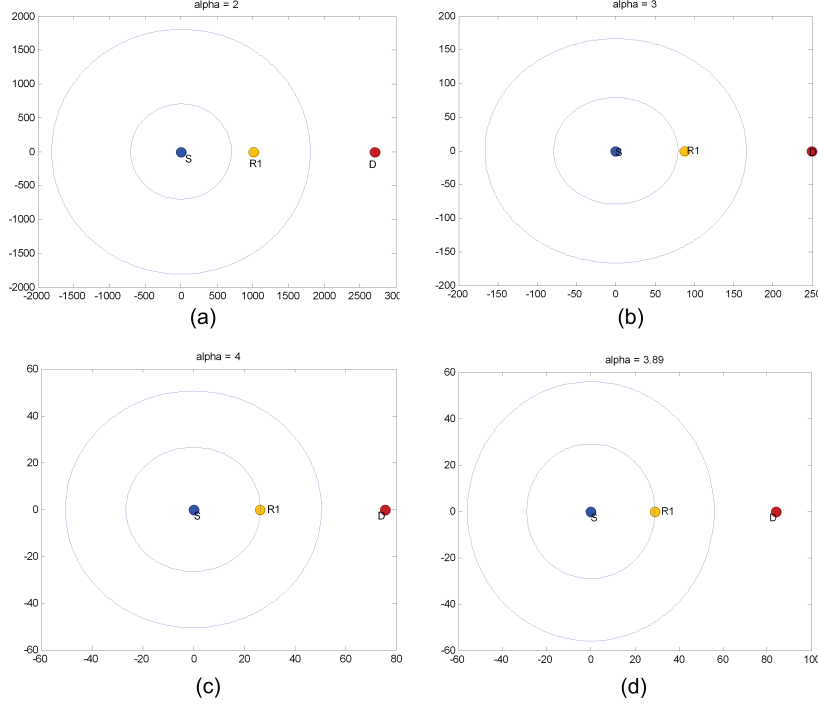 alpha = 2
2000
1500
1000
500
0
-500
-1000
-1500
-2000
S
R1
D
-2000 -1500 -1000 -500 0 500 1000 1500 2000 2500 300
(a)
alpha = 3
200
150
100
50
0
-50
-100
-150
-200
S
R1
D
-200 -150 -100 -50 0 50 100 150 200 250
(b)
alpha = 4
60
40
20
0
-20
-40
-60
S
R1
D
-60 -40 -20 0 20 40 60 80
(c)
alpha = 3.89
60
40
20
0
-20
-40
-60
S
R1
D
-60 -40 -20 0 20 40 60 80 100
(d)